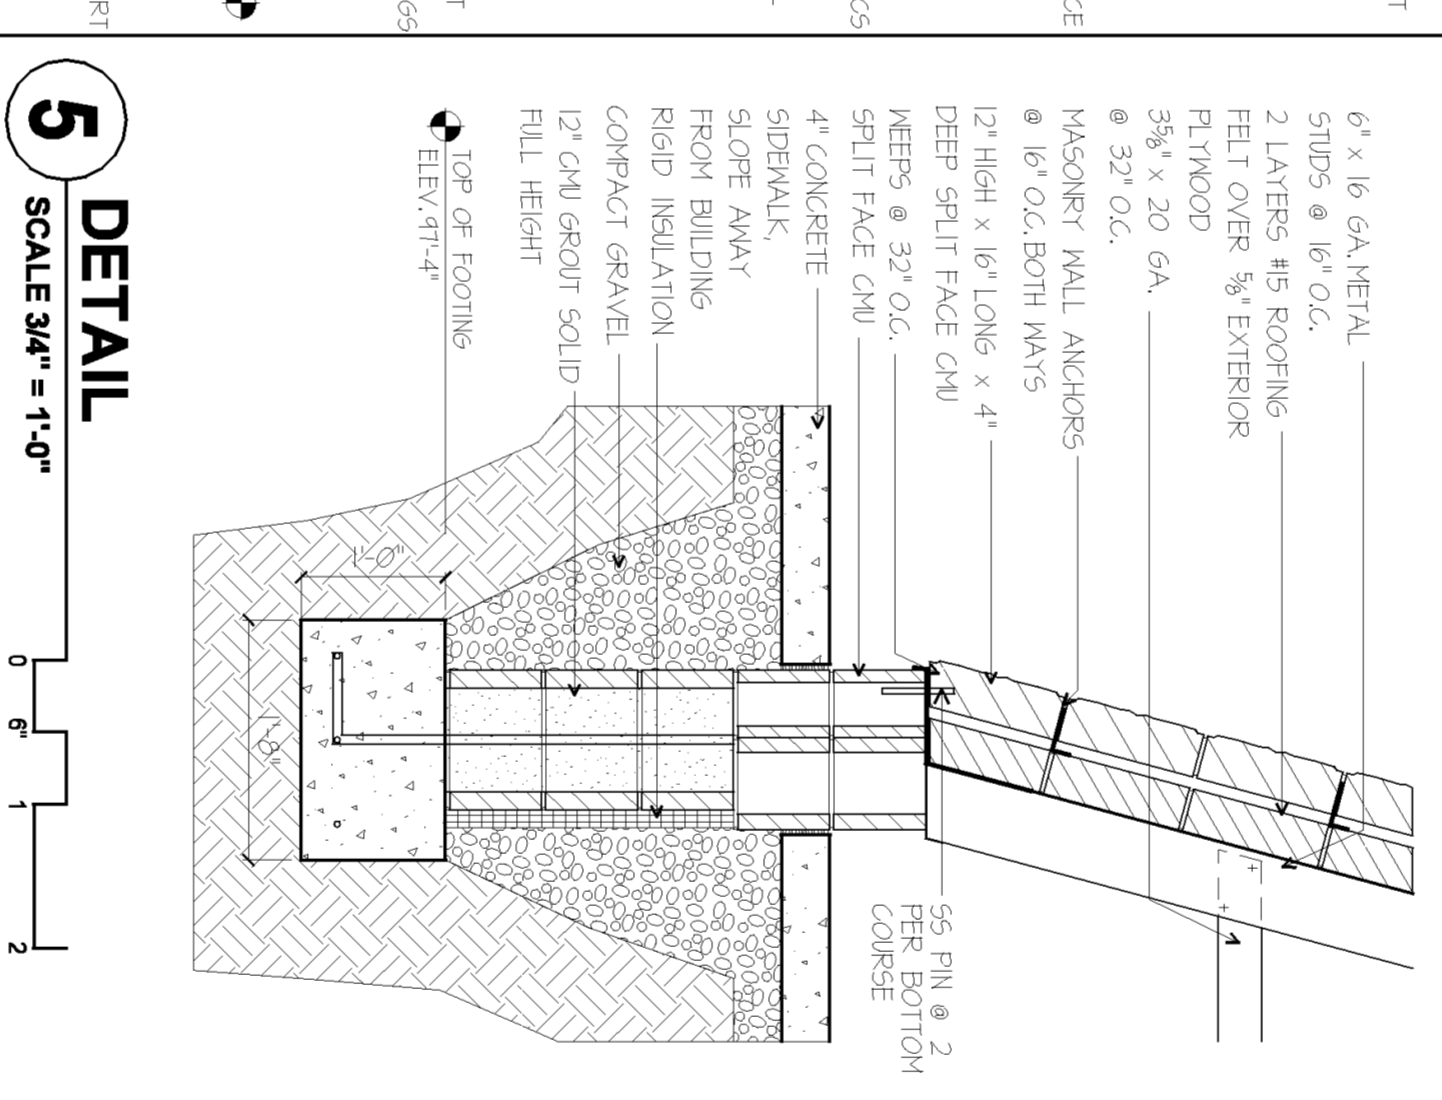 6" x 16 GA. METAL
STUDS @ 16" O.C.
2 LAYERS #15 ROOFING
FELT OVER 5/8" EXTERIOR
PLYWOOD
3 5/8" x 20 GA.
@ 32" O.C.
MASONRY WALL ANCHORS
@ 16" O.C. BOTH WAYS
12" HIGH x 16" LONG x 4"
DEEP SPLIT FACE CMU
WEEPS @ 32" O.C.
SPLIT FACE CMU
4" CONCRETE
SIDEWALK,
SLOPE AWAY
FROM BUILDING
RIGID INSULATION
COMPACT GRAVEL
12" CMU GROUT SOLID
FULL HEIGHT
TOP OF FOOTING
ELEV. 97'-4"
SS PIN @ 2
PER BOTTOM
COURSE
1'-0"
1'-8"
5
DETAIL
SCALE 3/4" = 1'-0"
0 6" 1 2
T
CE
CS
T
GS
RT